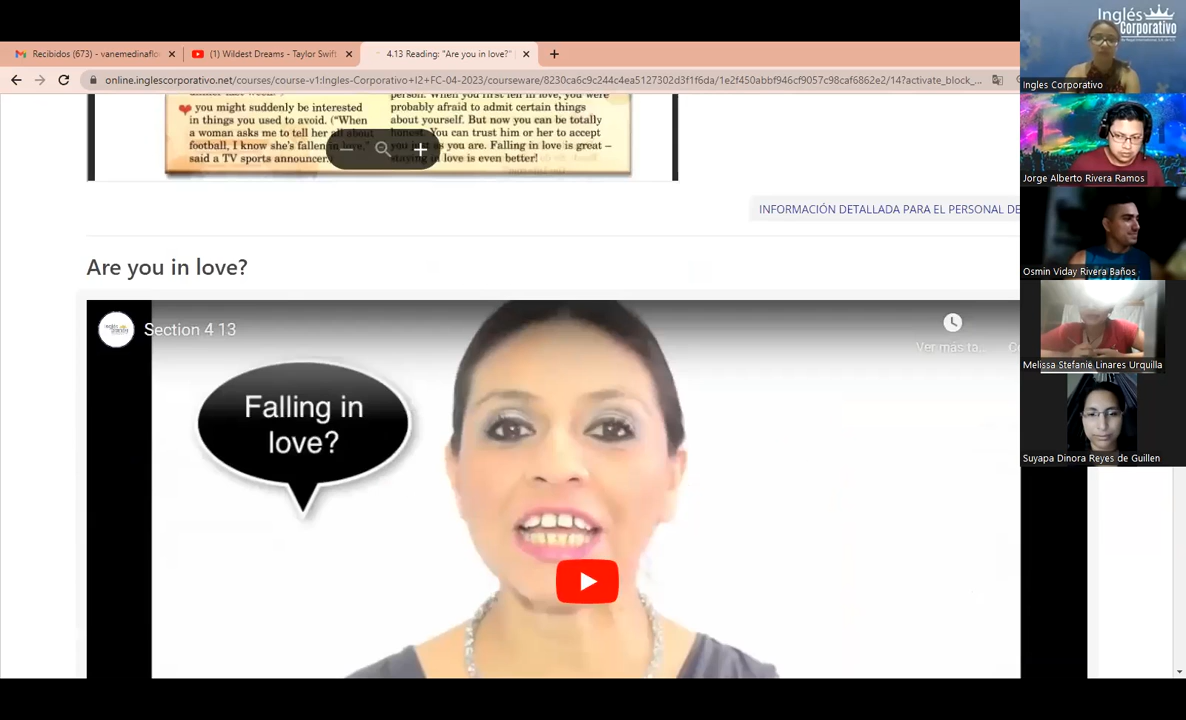 Recibidos (673) - vanemedinaflo
(1) Wildest Dreams - Taylor Swift
4.13 Reading: "Are you in love?"
online.inglescorporativo.net/courses/course-v1:Ingles-Corporativo+I2+FC-04-2023/courseware/8230ca6c9c244c4ea5127302d3f1f6da/1e2f450abbf946cf9057c98caf6862e2/14?activate_block_...
you might suddenly be interested
in things you used to avoid. ("When
a woman asks me to tell her all about
football, I know she's fallen in love,"
said a TV sports announcer.)
person. When you first fell in love, you were
probably afraid to admit certain things
about yourself. But now you can be totally
honest. You can trust him or her to accept
you just as you are. Falling in love is great –
staying in love is even better!
INFORMACIÓN DETALLADA PARA EL PERSONAL DE
Are you in love?
Section 4 13
Ver más ta...
Falling in
love?
Inglés
Corporativo
Ingles Corporativo
Jorge Alberto Rivera Ramos
Osmin Viday Rivera Baños
Melissa Stefanie Linares Urquilla
Suyapa Dinora Reyes de Guillen